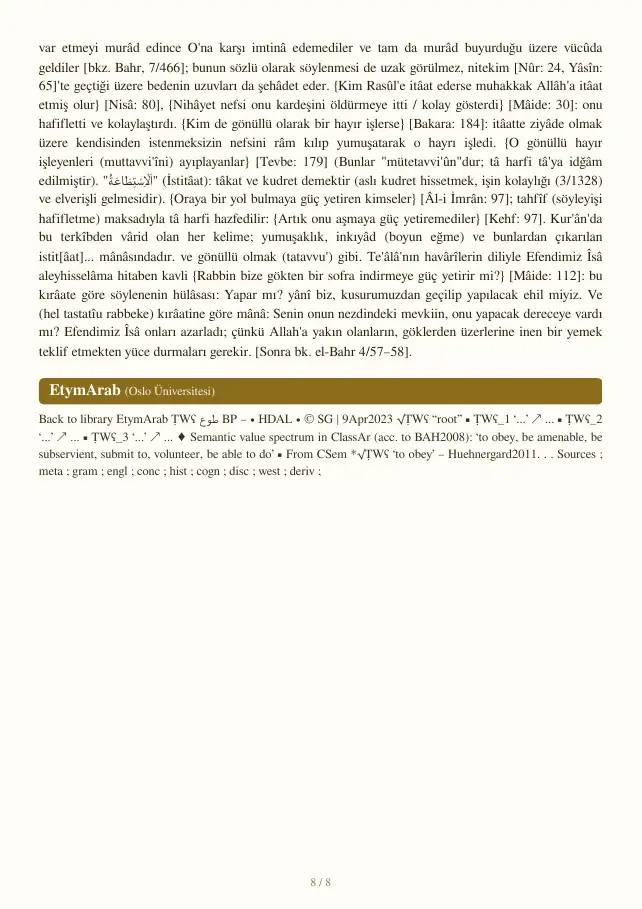 var etmeyi murâd edince O'na karşı imtinâ edemediler ve tam da murâd buyurduğu üzere vücûda
geldiler [bkz. Bahr, 7/466]; bunun sözlü olarak söylenmesi de uzak görülmez, nitekim [Nûr: 24, Yâsîn:
65]'te geçtiği üzere bedenin uzuvları da şehâdet eder. {Kim Rasûl'e itâat ederse muhakkak Allâh'a itâat
etmiş olur} [Nisâ: 80], {Nihâyet nefsi onu kardeşini öldürmeye itti / kolay gösterdi} [Mâide: 30]: onu
hafifletti ve kolaylaştırdı. {Kim de gönüllü olarak bir hayır işlerse} [Bakara: 184]: itâatte ziyâde olmak
üzere kendisinden istenmeksizin nefsini râm kılıp yumuşatarak o hayrı işledi. {O gönüllü hayır
işleyenleri (muttavvi'îni) ayıplayanlar} [Tevbe: 179] (Bunlar "mütetavvi'ûn"dur; tâ harfi tâ'ya idğâm
edilmiştir). "اَلْاِسْتِطَاعَةُ" (İstitâat): tâkat ve kudret demektir (aslı kudret hissetmek, işin kolaylığı (3/1328)
ve elverişli gelmesidir). {Oraya bir yol bulmaya güç yetiren kimseler} [Âl-i İmrân: 97]; tahfîf (söyleyişi
hafifletme) maksadıyla tâ harfi hazfedilir: {Artık onu aşmaya güç yetiremediler} [Kehf: 97]. Kur'ân'da
bu terkîbden vârid olan her kelime; yumuşaklık, inkıyâd (boyun eğme) ve bunlardan çıkarılan
istit[âat]... mânâsındadır. ve gönüllü olmak (tatavvu') gibi. Te'âlâ'nın havârîlerin diliyle Efendimiz Îsâ
aleyhisselâma hitaben kavli {Rabbin bize gökten bir sofra indirmeye güç yetirir mi?} [Mâide: 112]: bu
kırâate göre söylenenin hülâsası: Yapar mı? yânî biz, kusurumuzdan geçilip yapılacak ehil miyiz. Ve
(hel tastatîu rabbeke) kırâatine göre mânâ: Senin onun nezdindeki mevkiin, onu yapacak dereceye vardı
mı? Efendimiz Îsâ onları azarladı; çünkü Allah'a yakın olanların, göklerden üzerlerine inen bir yemek
teklif etmekten yüce durmaları gerekir. [Sonra bk. el-Bahr 4/57–58].
EtymArab (Oslo Üniversitesi)
Back to library EtymArab ṬWʕ طوع BP – • HDAL • © SG | 9Apr2023 √ṬWʕ “root” ▪ ṬWʕ_1 ‘...’ ↗ ... ▪ ṬWʕ_2
‘...’ ↗ ... ▪ ṬWʕ_3 ‘...’ ↗ ... ♦ Semantic value spectrum in ClassAr (acc. to BAH2008): ‘to obey, be amenable, be
subservient, submit to, volunteer, be able to do’ ▪ From CSem *√ṬWʕ ‘to obey’ – Huehnergard2011. . . Sources ;
meta ; gram ; engl ; conc ; hist ; cogn ; disc ; west ; deriv ;
8 / 8